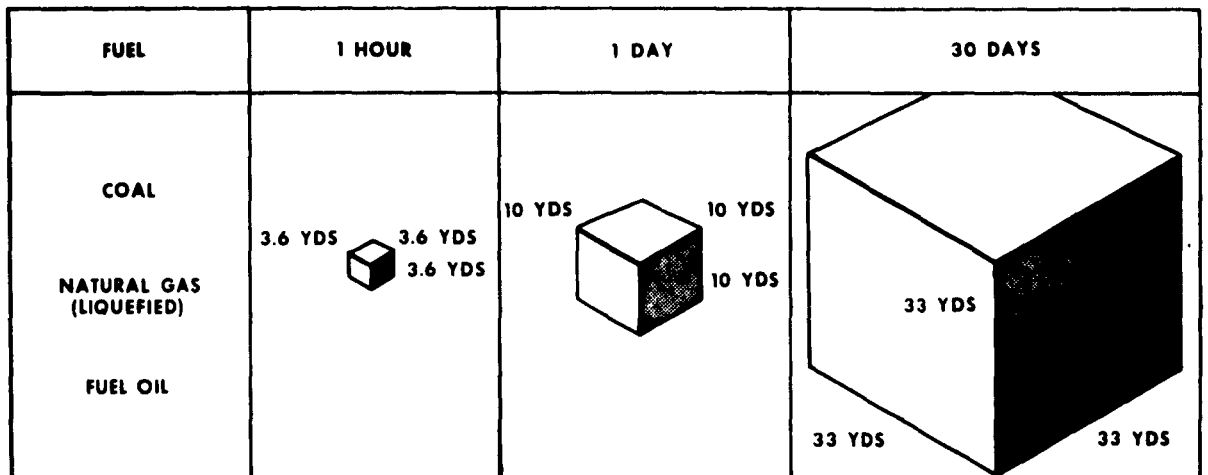 FUEL
1 HOUR
1 DAY
30 DAYS
COAL
NATURAL GAS
(LIQUEFIED)
FUEL OIL
3.6 YDS
3.6 YDS
3.6 YDS
10 YDS
10 YDS
10 YDS
33 YDS
33 YDS
33 YDS